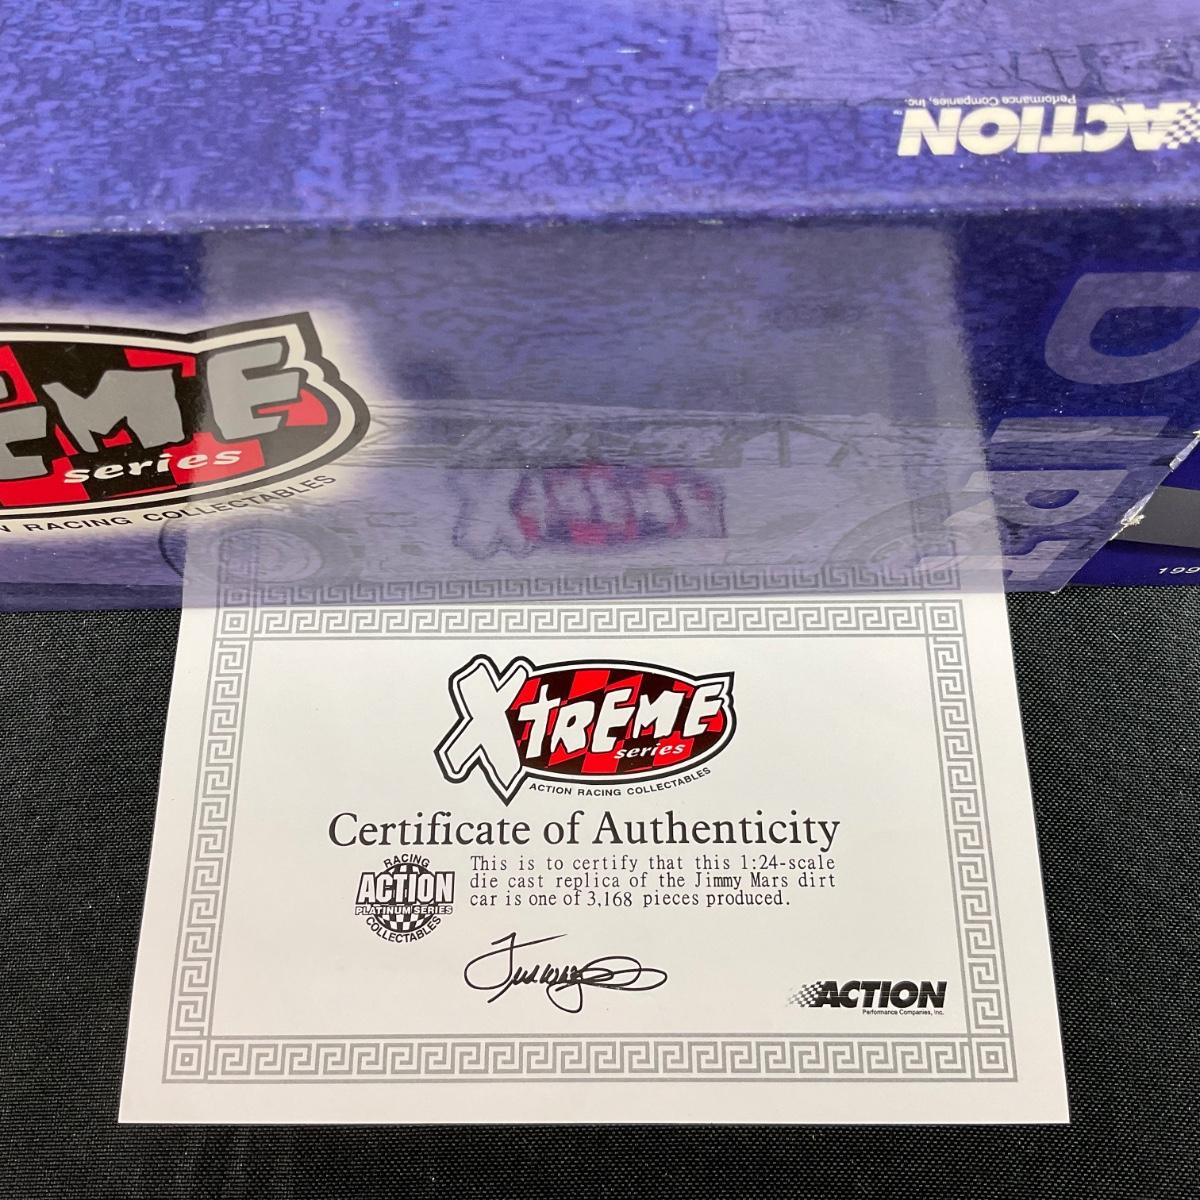 ACTION
Performance Companies, Inc.
EME
series
N RACING COLLECTABLES
D
R
199
XTREME
series
ACTION RACING COLLECTABLES
Certificate of Authenticity
RACING
ACTION
PLATINUM SERIES
COLLECTABLES
This is to certify that this 1:24-scale
die cast replica of the Jimmy Mars dirt
car is one of 3,168 pieces produced.
ACTION
Performance Companies, Inc.